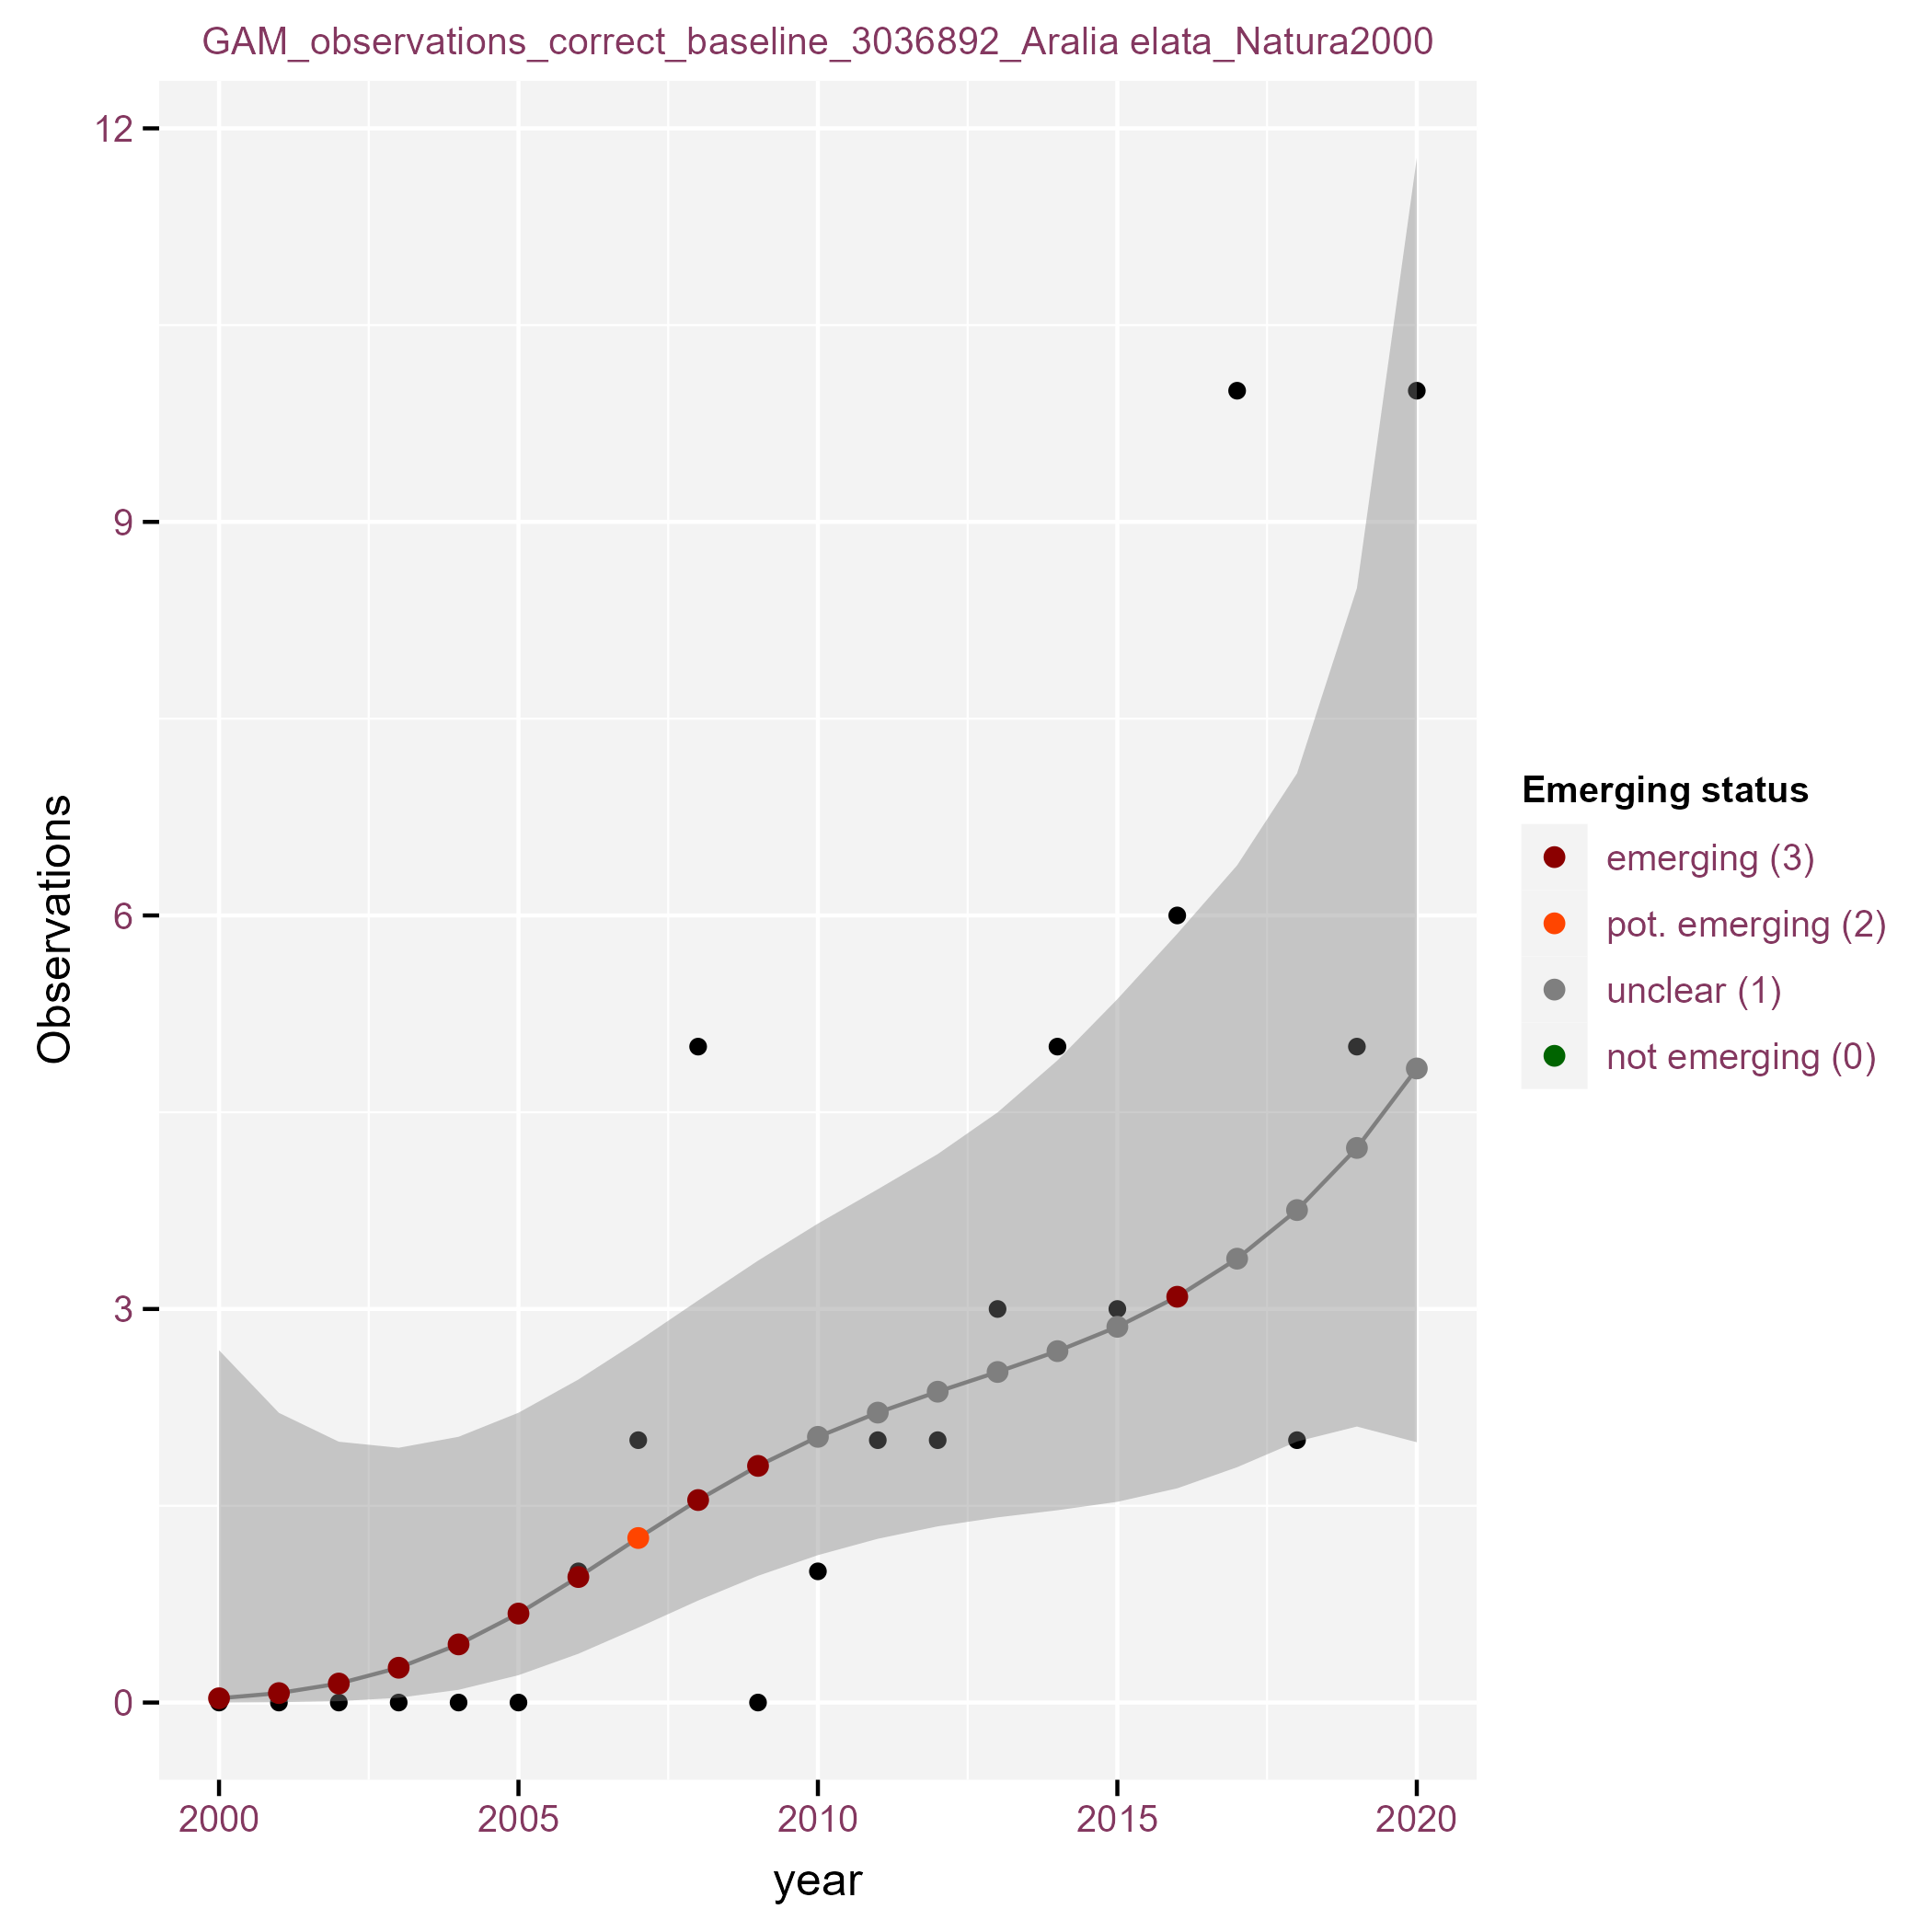 GAM_observations_correct_baseline_3036892_Aralia elata_Natura2000
12
9
6
3
0
Observations
2000
2005
2010
2015
2020
year
Emerging status
emerging (3)
pot. emerging (2)
unclear (1)
not emerging (0)